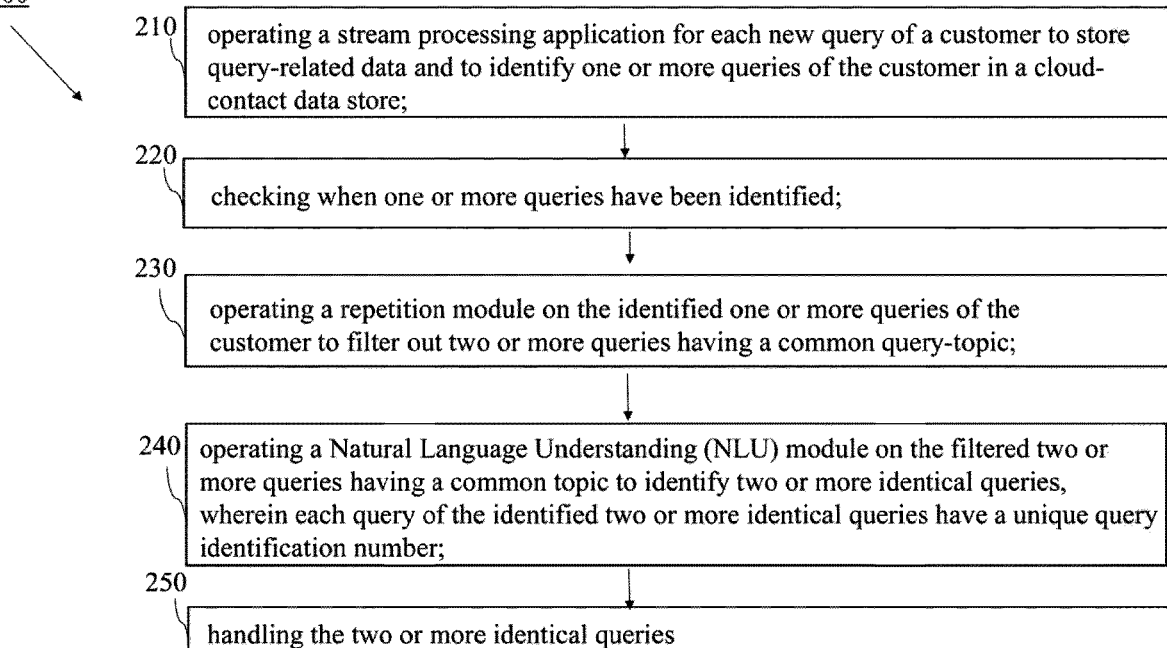 210
operating a stream processing application for each new query of a customer to store
query-related data and to identify one or more queries of the customer in a cloud-
contact data store;
220
checking when one or more queries have been identified;
230
operating a repetition module on the identified one or more queries of the
customer to filter out two or more queries having a common query-topic;
240
operating a Natural Language Understanding (NLU) module on the filtered two or
more queries having a common topic to identify two or more identical queries,
wherein each query of the identified two or more identical queries have a unique query
identification number;
250
handling the two or more identical queries